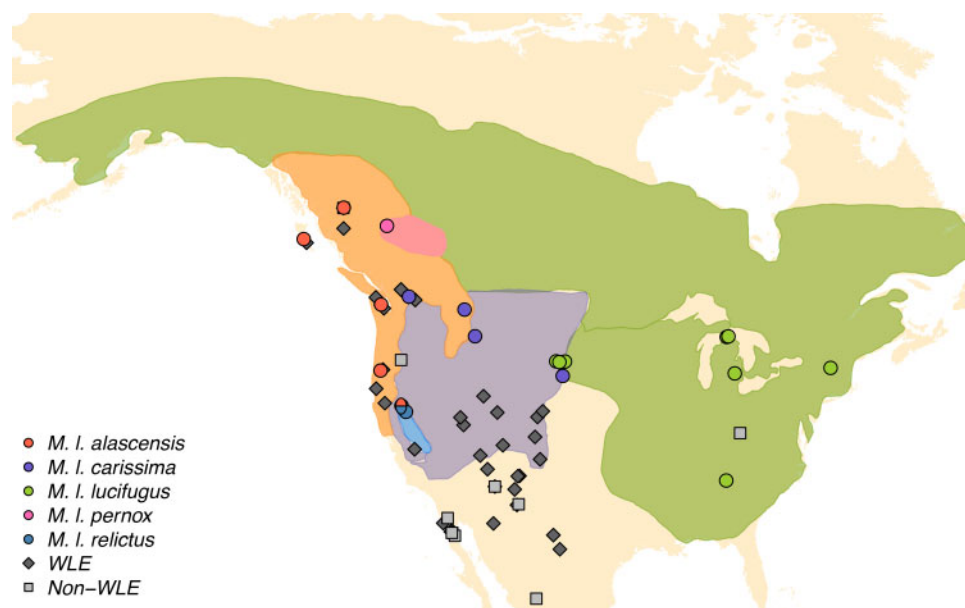 M. l. alascensis
M. l. carissima
M. l. lucifugus
M. l. pernox
M. l. relictus
WLE
Non-WLE